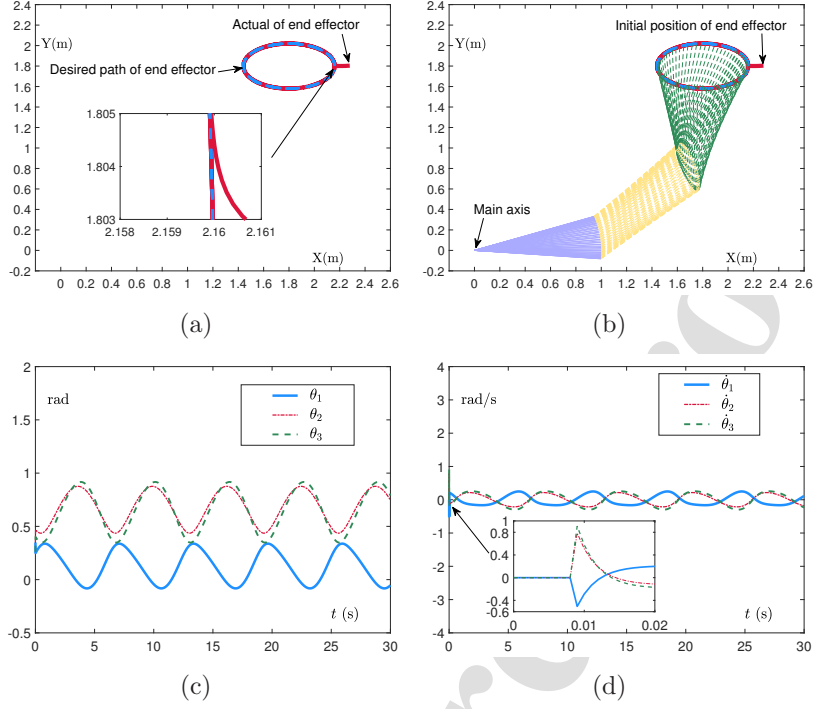 Y(m)
Actual of end effector
Desired path of end effector
2.4
2.2
2
1.8
1.6
1.4
1.2
1
0.8
0.6
0.4
0.2
0
-0.2
1.805
1.804
1.803
2.158 2.159 2.16 2.161
X(m)
0 0.2 0.4 0.6 0.8 1 1.2 1.4 1.6 1.8 2 2.2 2.4 2.6
(a)
Y(m)
Initial position of end effector
2.4
2.2
2
1.8
1.6
1.4
1.2
1
0.8
0.6
0.4
0.2
0
-0.2
Main axis
X(m)
0 0.2 0.4 0.6 0.8 1 1.2 1.4 1.6 1.8 2 2.2 2.4 2.6
(b)
2
1.5
1
0.5
0
-0.5
rad
θ1
θ2
θ3
t (s)
0 5 10 15 20 25 30
(c)
4
3
2
1
0
-1
-2
-3
-4
rad/s
θ̇1
θ̇2
θ̇3
1
0.8
0.4
0
-0.4
-0.6
0 0.01 0.02
t (s)
0 5 10 15 20 25 30
(d)